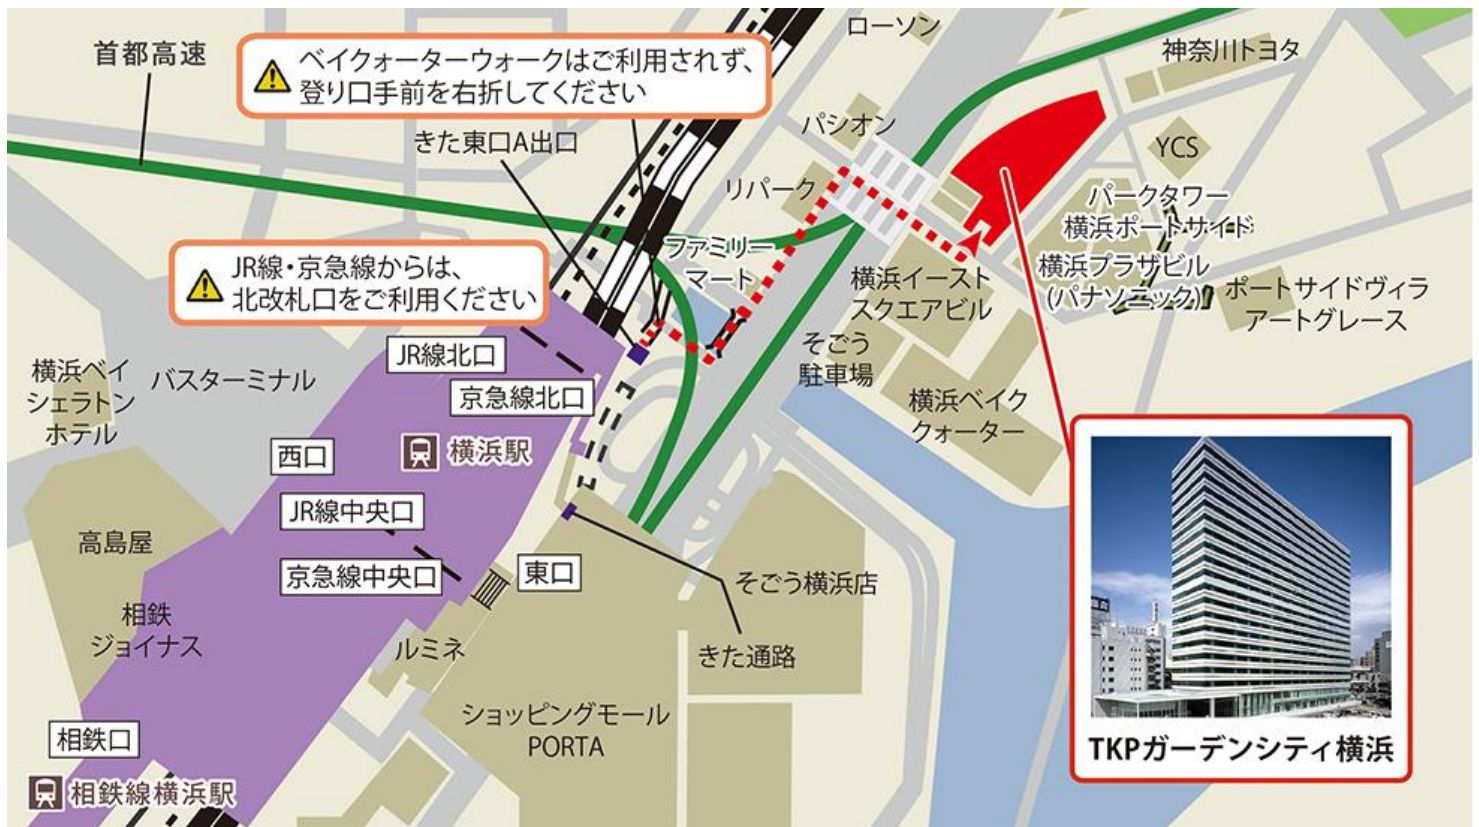 ローソン
首都高速
ベイクォーターウォークはご利用されず、
登り口手前を右折してください
神奈川トヨタ
きた東口A出口
パシオン
YCS
リパーク
パークタワー
横浜ポートサイド
ファミリー
マート
JR線・京急線からは、
北改札口をご利用ください
横浜イースト
スクエアビル
横浜プラザビル
(パナソニック)
ポートサイドヴィラ
アートグレース
JR線北口
そごう
駐車場
横浜ベイ
シェラトン
ホテル
バスターミナル
京急線北口
横浜ベイク
クォーター
横浜駅
西口
JR線中央口
高島屋
京急線中央口
東口
そごう横浜店
相鉄
ジョイナス
ルミネ
きた通路
ショッピングモール
PORTA
相鉄口
TKPガーデンシティ横浜
相鉄線横浜駅